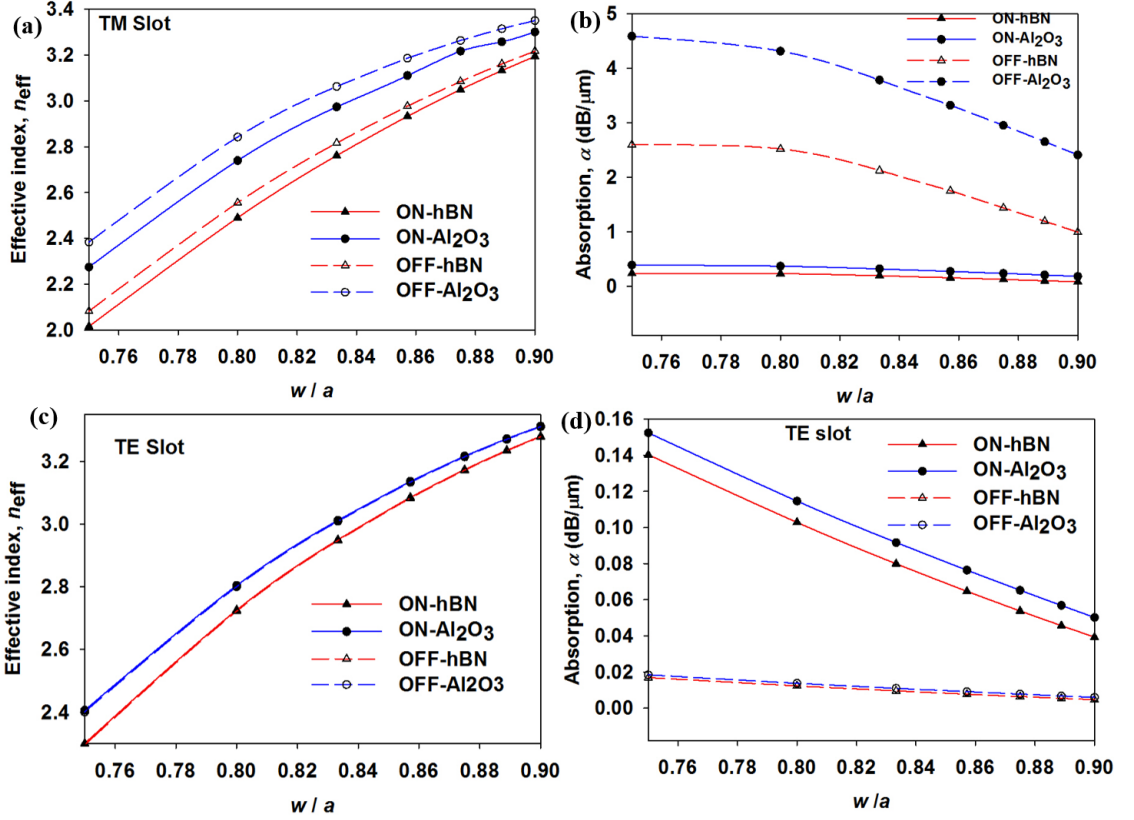 (a)
TM Slot
Effective index, neff
3.4
3.2
3.0
2.8
2.6
2.4
2.2
2.0
ON-hBN
ON-Al2O3
OFF-hBN
OFF-Al2O3
0.76 0.78 0.80 0.82 0.84 0.86 0.88 0.90
w / a
(b)
Absorption, α (dB/μm)
5
4
3
2
1
0
ON-hBN
ON-Al2O3
OFF-hBN
OFF-Al2O3
0.76 0.78 0.80 0.82 0.84 0.86 0.88 0.90
w /a
(c)
TE Slot
Effective index, neff
3.2
3.0
2.8
2.6
2.4
ON-hBN
ON-Al2O3
OFF-hBN
OFF-Al2O3
0.76 0.78 0.80 0.82 0.84 0.86 0.88 0.90
w / a
(d)
TE slot
Absorption, α (dB/μm)
0.16
0.14
0.12
0.10
0.08
0.06
0.04
0.02
0.00
ON-hBN
ON-Al2O3
OFF-hBN
OFF-Al2O3
0.76 0.78 0.80 0.82 0.84 0.86 0.88 0.90
w /a